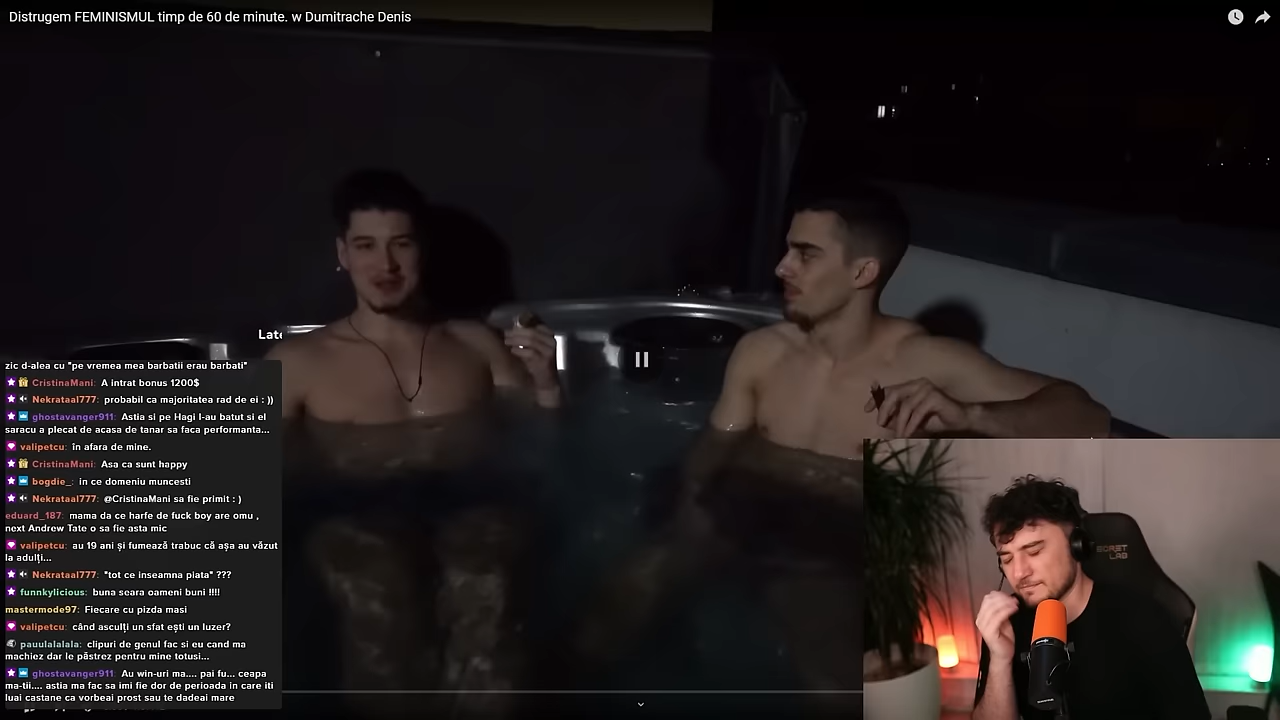 Distrugem FEMINISMUL timp de 60 de minute. w Dumitrache Denis
Late
zic d-alea cu "pe vremea mea barbatii erau barbati"
CristinaMani: A intrat bonus 1200$
Nekrataal777: probabil ca majoritatea rad de ei : ))
ghostavanger911: Astia si pe Hagi l-au batut si el
saracu a plecat de acasa de tanar sa faca performanta...
valipetcu: în afara de mine.
CristinaMani: Asa ca sunt happy
bogdie_: in ce domeniu muncesti
Nekrataal777: @CristinaMani sa fie primit : )
eduard_187: mama da ce harfe de fuck boy are omu ,
next Andrew Tate o sa fie asta mic
valipetcu: au 19 ani și fumează trabuc că așa au văzut
la adulți...
Nekrataal777: "tot ce inseamna piata" ???
funnkylicious: buna seara oameni buni !!!!
mastermode97: Fiecare cu pizda masi
valipetcu: când asculți un sfat ești un luzer?
pauulalalala: clipuri de genul fac si eu cand ma
machiez dar le păstrez pentru mine totusi...
ghostavanger911: Au win-uri ma.... pai fu... ceapa
ma-tii.... astia ma fac sa imi fie dor de perioada in care iti
luai castane ca vorbeai prost sau te dadeai mare
SECRET
LAB